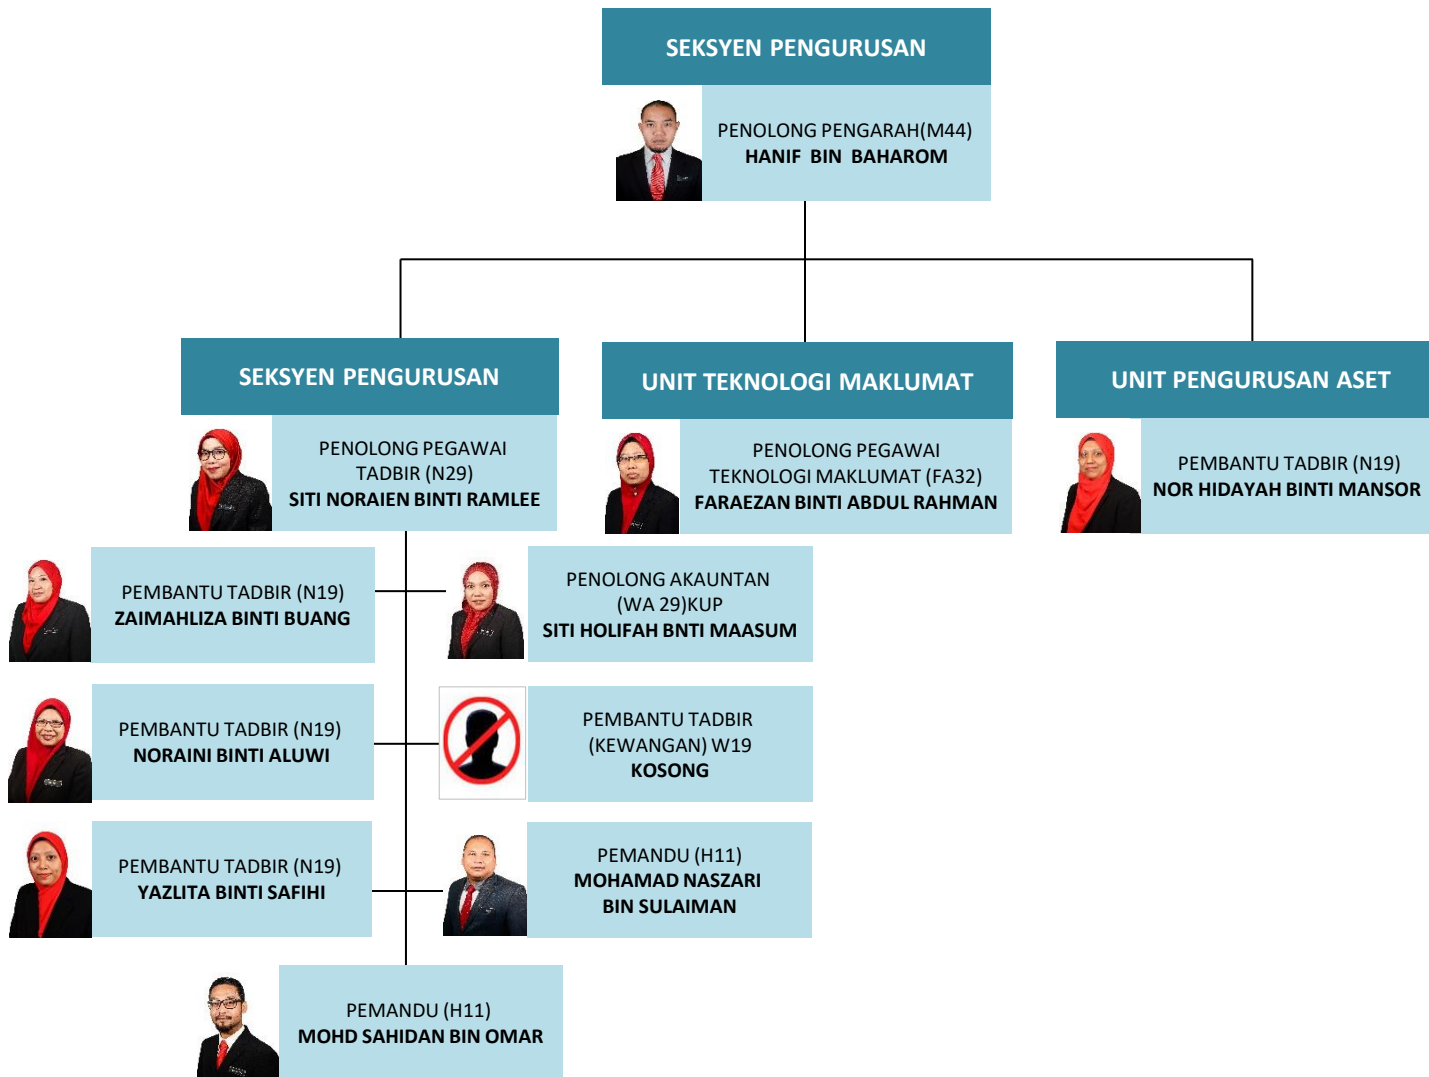 SEKSYEN PENGURUSAN
PENOLONG PENGARAH(M44)
HANIF BIN BAHAROM
SEKSYEN PENGURUSAN
PENOLONG PEGAWAI
TADBIR (N29)
SITI NORAIEN BINTI RAMLEE
UNIT TEKNOLOGI MAKLUMAT
PENOLONG PEGAWAI
TEKNOLOGI MAKLUMAT (FA32)
FARAEZAN BINTI ABDUL RAHMAN
UNIT PENGURUSAN ASET
PEMBANTU TADBIR (N19)
NOR HIDAYAH BINTI MANSOR
PEMBANTU TADBIR (N19)
ZAIMAHLIZA BINTI BUANG
PENOLONG AKAUNTAN
(WA 29)KUP
SITI HOLIFAH BNTI MAASUM
PEMBANTU TADBIR (N19)
NORAINI BINTI ALUWI
PEMBANTU TADBIR
(KEWANGAN) W19
KOSONG
PEMBANTU TADBIR (N19)
YAZLITA BINTI SAFIHI
PEMANDU (H11)
MOHAMAD NASZARI
BIN SULAIMAN
PEMANDU (H11)
MOHD SAHIDAN BIN OMAR